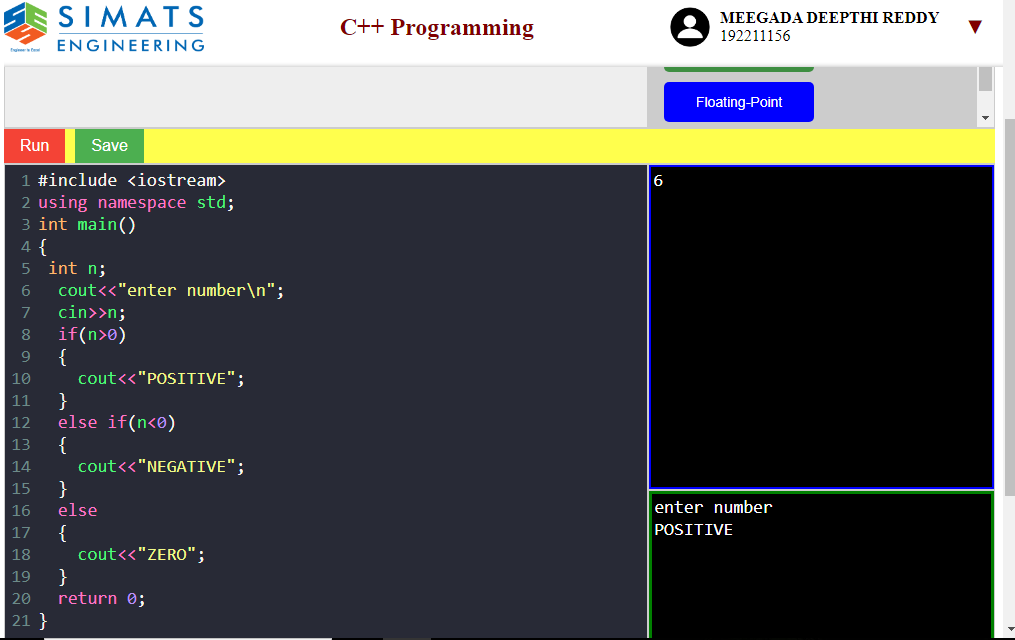 SIMATS
ENGINEERING
Engineer to Excel
C++ Programming
MEEGADA DEEPTHI REDDY
192211156
Floating-Point
Run
Save
1 #include <iostream>
2 using namespace std;
3 int main()
4 {
5  int n;
6   cout<<"enter number\n";
7   cin>>n;
8   if(n>0)
9   {
10     cout<<"POSITIVE";
11   }
12   else if(n<0)
13   {
14     cout<<"NEGATIVE";
15   }
16   else
17   {
18     cout<<"ZERO";
19   }
20   return 0;
21 }
6
enter number
POSITIVE